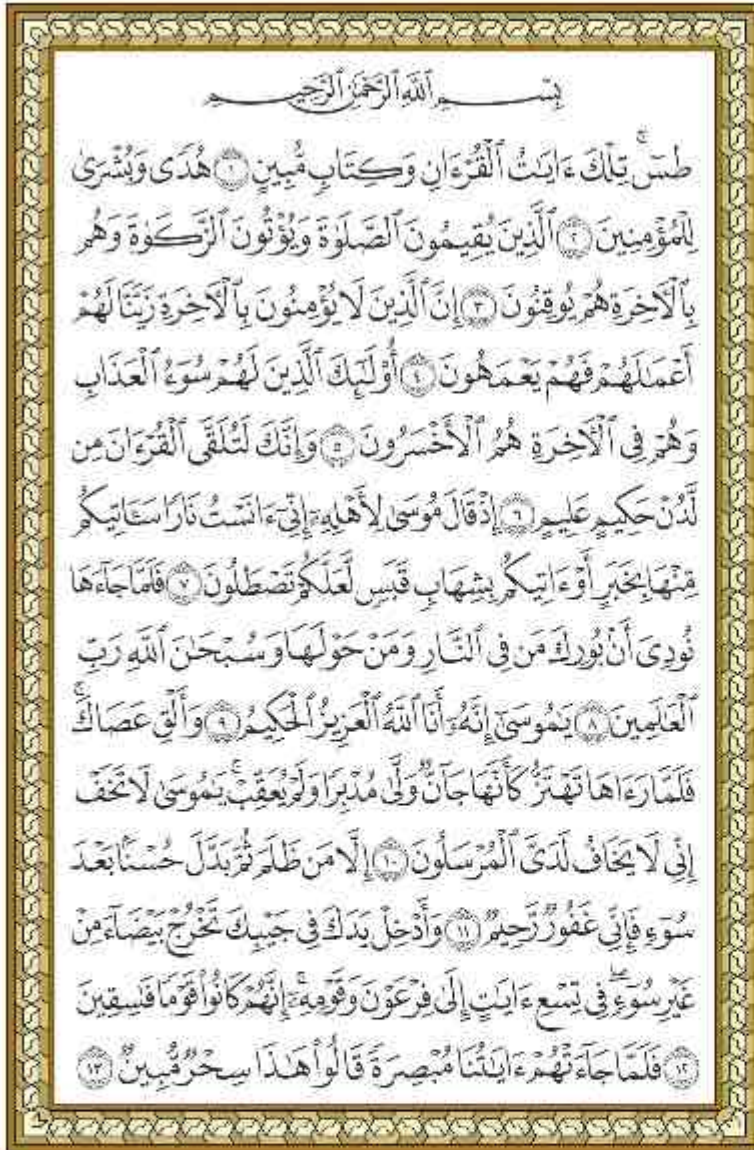 بِسْمِ ٱللَّهِ ٱلرَّحْمَٰنِ ٱلرَّحِيمِ
طسٓ ۚ تِلْكَ ءَايَٰتُ ٱلْقُرْءَانِ وَكِتَابٍ مُّبِينٍ ١ هُدًى وَبُشْرَىٰ
لِلْمُؤْمِنِينَ ٢ ٱلَّذِينَ يُقِيمُونَ ٱلصَّلَوٰةَ وَيُؤْتُونَ ٱلزَّكَوٰةَ وَهُم
بِٱلْءَاخِرَةِ هُمْ يُوقِنُونَ ٣ إِنَّ ٱلَّذِينَ لَا يُؤْمِنُونَ بِٱلْءَاخِرَةِ زَيَّنَّا لَهُمْ
أَعْمَٰلَهُمْ فَهُمْ يَعْمَهُونَ ٤ أُو۟لَٰٓئِكَ ٱلَّذِينَ لَهُمْ سُوٓءُ ٱلْعَذَابِ
وَهُمْ فِى ٱلْءَاخِرَةِ هُمُ ٱلْأَخْسَرُونَ ٥ وَإِنَّكَ لَتُلَقَّى ٱلْقُرْءَانَ مِن
لَّدُنْ حَكِيمٍ عَلِيمٍ ٦ إِذْ قَالَ مُوسَىٰ لِأَهْلِهِۦٓ إِنِّىٓ ءَانَسْتُ نَارًا سَـَٔاتِيكُم
مِّنْهَا بِخَبَرٍ أَوْ ءَاتِيكُم بِشِهَابٍ قَبَسٍ لَّعَلَّكُمْ تَصْطَلُونَ ٧ فَلَمَّا جَآءَهَا
نُودِىَ أَنۢ بُورِكَ مَن فِى ٱلنَّارِ وَمَنْ حَوْلَهَا وَسُبْحَٰنَ ٱللَّهِ رَبِّ
ٱلْعَٰلَمِينَ ٨ يَٰمُوسَىٰٓ إِنَّهُۥٓ أَنَا ٱللَّهُ ٱلْعَزِيزُ ٱلْحَكِيمُ ٩ وَأَلْقِ عَصَاكَ ۚ
فَلَمَّا رَءَاهَا تَهْتَزُّ كَأَنَّهَا جَآنٌّ وَلَّىٰ مُدْبِرًا وَلَمْ يُعَقِّبْ ۚ يَٰمُوسَىٰ لَا تَخَفْ
إِنِّى لَا يَخَافُ لَدَىَّ ٱلْمُرْسَلُونَ ١٠ إِلَّا مَن ظَلَمَ ثُمَّ بَدَّلَ حُسْنًۢا بَعْدَ
سُوٓءٍ فَإِنِّى غَفُورٌ رَّحِيمٌ ١١ وَأَدْخِلْ يَدَكَ فِى جَيْبِكَ تَخْرُجْ بَيْضَآءَ مِنْ
غَيْرِ سُوٓءٍ ۖ فِى تِسْعِ ءَايَٰتٍ إِلَىٰ فِرْعَوْنَ وَقَوْمِهِۦٓ ۚ إِنَّهُمْ كَانُوا۟ قَوْمًا فَٰسِقِينَ
١٢ فَلَمَّا جَآءَتْهُمْ ءَايَٰتُنَا مُبْصِرَةً قَالُوا۟ هَٰذَا سِحْرٌ مُّبِينٌ ١٣